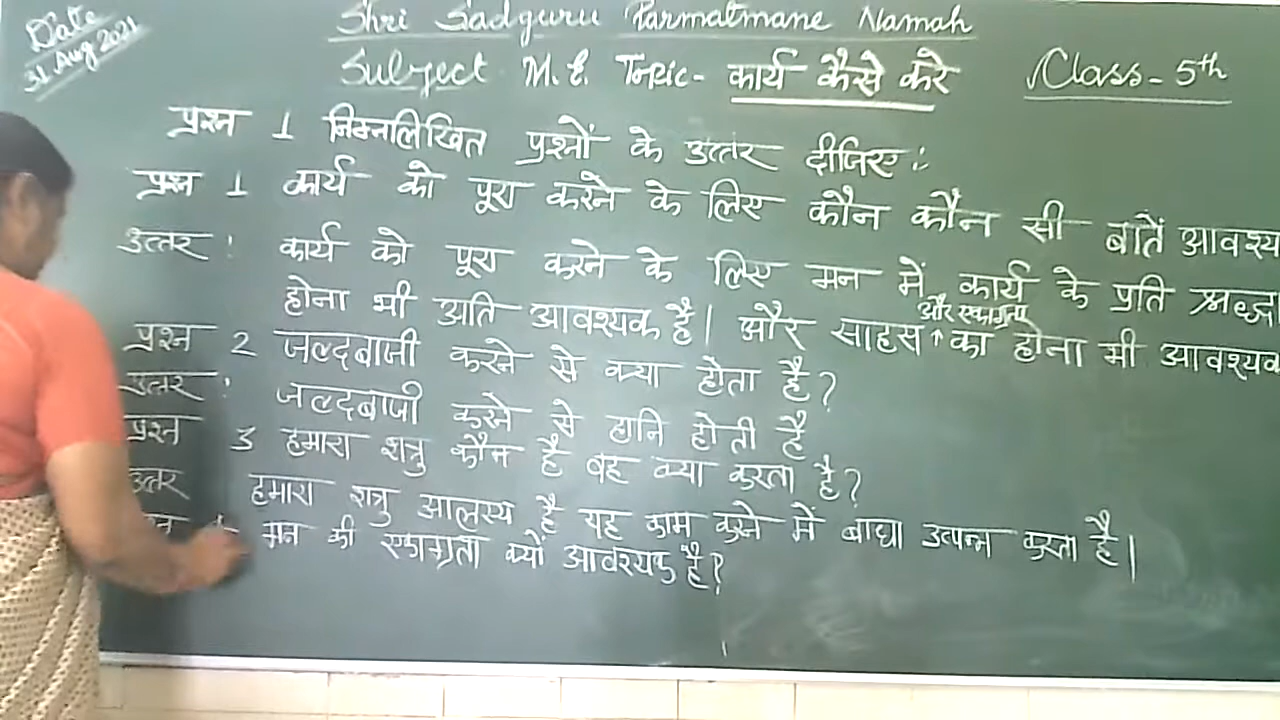 Date
31 Aug 2021
Shri Sadguru Parmatmane Namah
Subject M.E. Topic- कार्य कैसे करे Class- 5th
प्रश्न 1 निम्नलिखित प्रश्नों के उत्तर दीजिए:-
प्रश्न 1 कार्य को पूरा करने के लिए कौन कौन सी बातें आवश्य
उत्तर : कार्य को पूरा करने के लिए मन में कार्य के प्रति श्रद्धा
और एकाग्रता
होना भी अति आवश्यक है। और साहस ↑ का होना भी आवश्यक
प्रश्न 2 जल्दबाजी करने से क्या होता है?
उत्तर : जल्दबाजी करने से हानि होती है
प्रश्न 3 हमारा शत्रु कौन है वह क्या करता है?
उत्तर हमारा शत्रु आलस्य है यह काम करने में बाधा उत्पन्न करता है।
मन की एकाग्रता क्यों आवश्यक है?